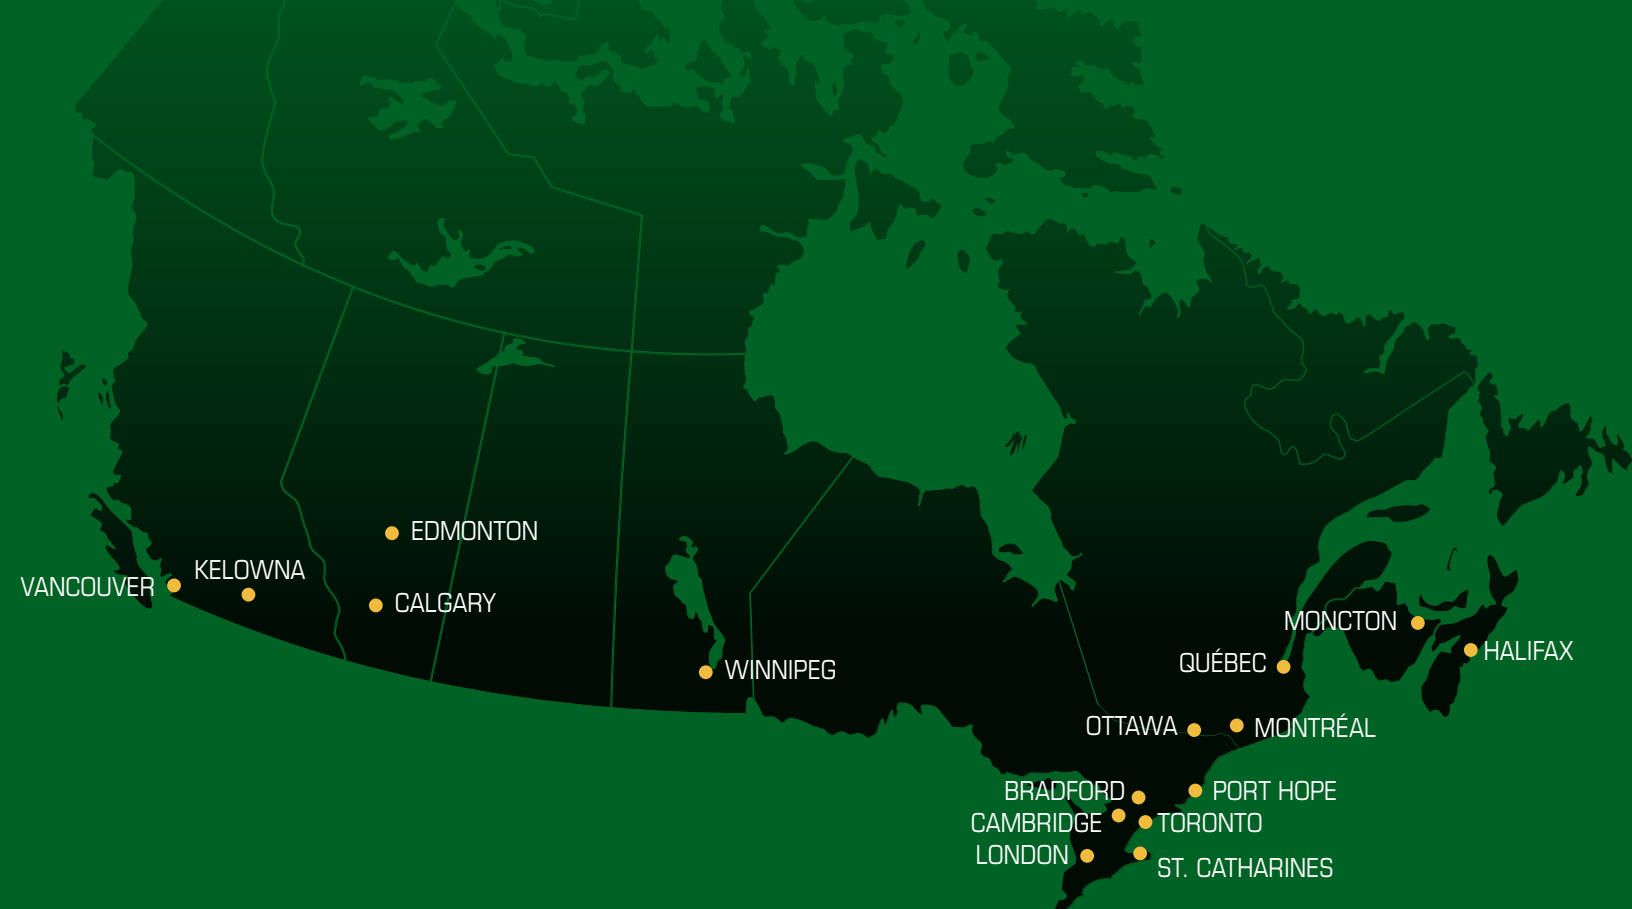 EDMONTON
KELOWNA
VANCOUVER
CALGARY
WINNIPEG
MONCTON
HALIFAX
QUÉBEC
OTTAWA
MONTRÉAL
BRADFORD
PORT HOPE
CAMBRIDGE
TORONTO
LONDON
ST. CATHARINES